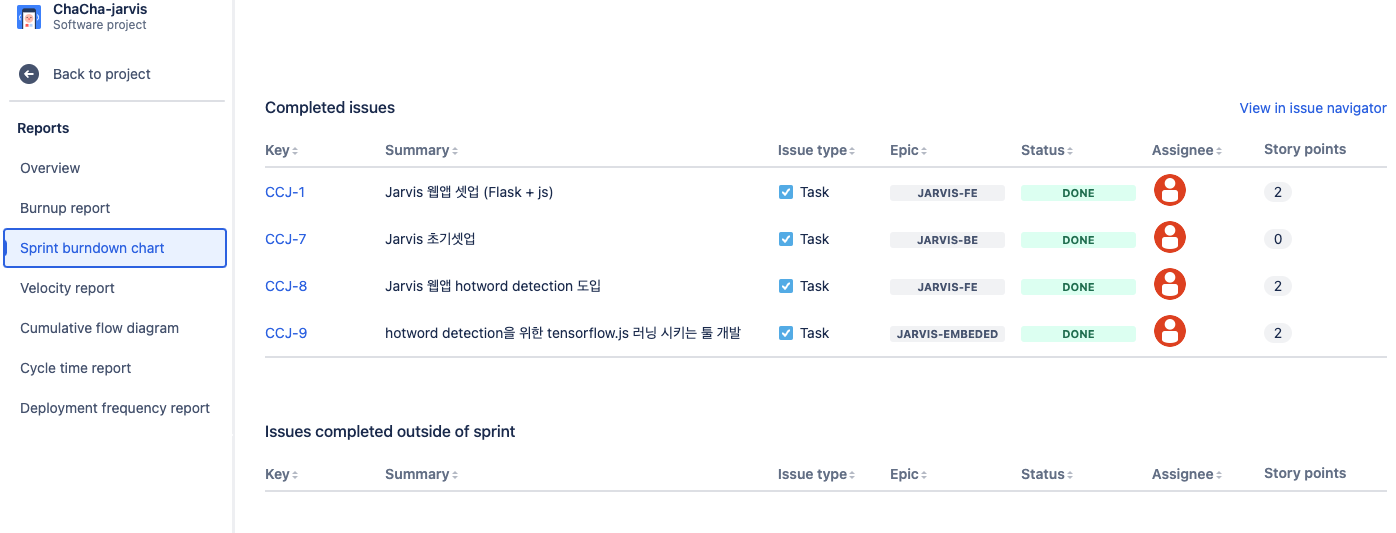 ChaCha-jarvis
Software project
Back to project
Reports
Overview
Burnup report
Sprint burndown chart
Velocity report
Cumulative flow diagram
Cycle time report
Deployment frequency report
Completed issues View in issue navigator
Key Summary Issue type Epic Status Assignee Story points
CCJ-1 Jarvis 웹앱 셋업 (Flask + js) Task JARVIS-FE DONE 2
CCJ-7 Jarvis 초기셋업 Task JARVIS-BE DONE 0
CCJ-8 Jarvis 웹앱 hotword detection 도입 Task JARVIS-FE DONE 2
CCJ-9 hotword detection을 위한 tensorflow.js 러닝 시키는 툴 개발 Task JARVIS-EMBEDED DONE 2
Issues completed outside of sprint
Key Summary Issue type Epic Status Assignee Story points